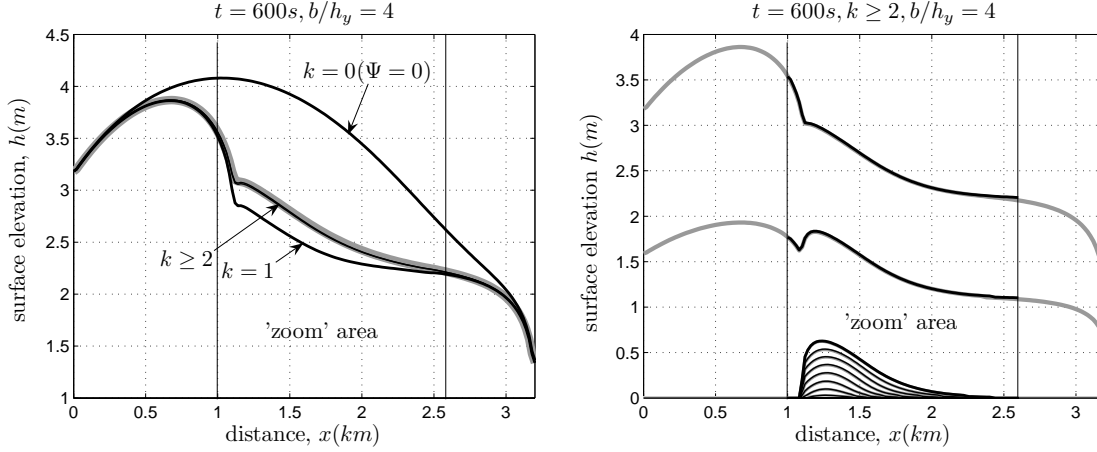 t = 600s, b/h_y = 4
surface elevation, h(m)
4.5
4
3.5
3
2.5
2
1.5
1
k = 0(Ψ = 0)
k ≥ 2
k = 1
'zoom' area
0 0.5 1 1.5 2 2.5 3
distance, x(km)
t = 600s, k ≥ 2, b/h_y = 4
surface elevation h(m)
4
3.5
3
2.5
2
1.5
1
0.5
0
'zoom' area
0 0.5 1 1.5 2 2.5 3
distance, x(km)